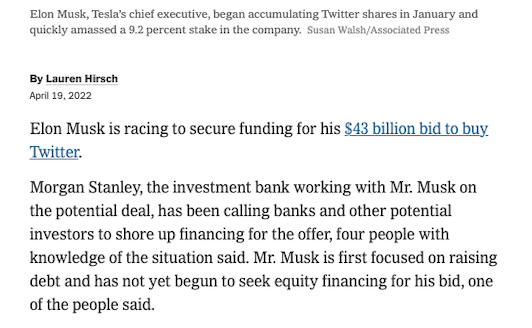 Elon Musk, Tesla's chief executive, began accumulating Twitter shares in January and
quickly amassed a 9.2 percent stake in the company. Susan Walsh/Associated Press
By Lauren Hirsch
April 19, 2022
Elon Musk is racing to secure funding for his $43 billion bid to buy
Twitter.
Morgan Stanley, the investment bank working with Mr. Musk on
the potential deal, has been calling banks and other potential
investors to shore up financing for the offer, four people with
knowledge of the situation said. Mr. Musk is first focused on raising
debt and has not yet begun to seek equity financing for his bid, one
of the people said.